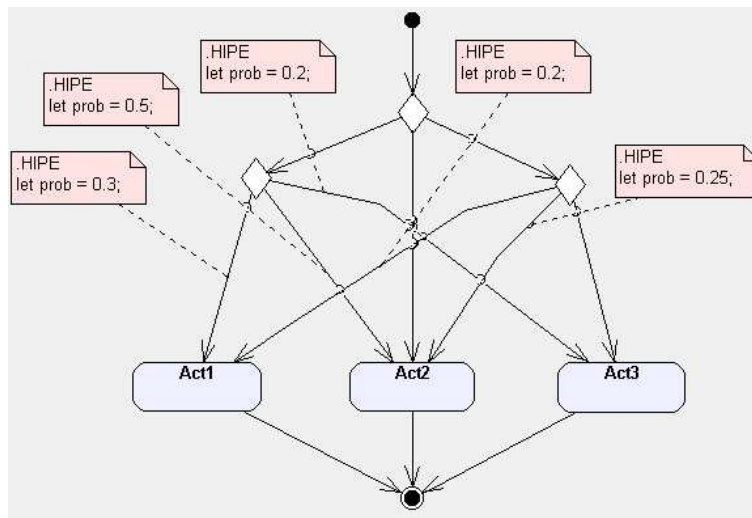 .HIPE
let prob = 0.2;
.HIPE
let prob = 0.2;
.HIPE
let prob = 0.5;
.HIPE
let prob = 0.3;
.HIPE
let prob = 0.25;
Act1
Act2
Act3